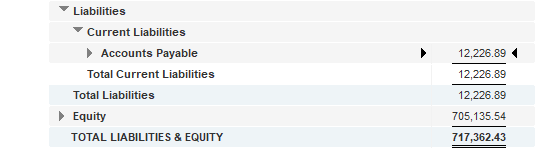 Liabilities
Current Liabilities
Accounts Payable 12,226.89
Total Current Liabilities 12,226.89
Total Liabilities 12,226.89
Equity 705,135.54
TOTAL LIABILITIES & EQUITY 717,362.43